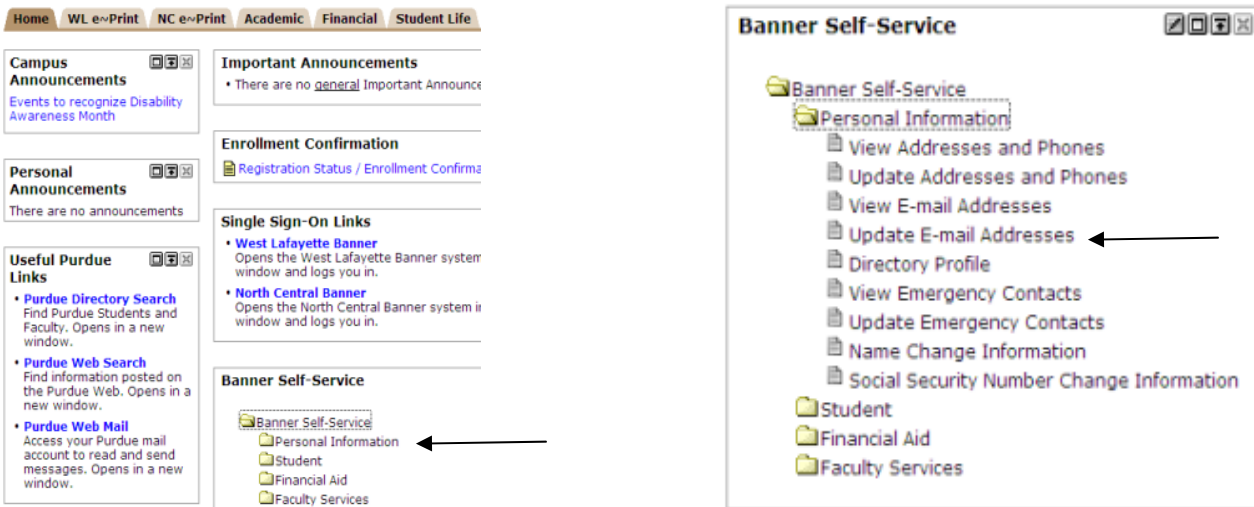 Home WL e~Print NC e~Print Academic Financial Student Life
Campus
Announcements
Events to recognize Disability
Awareness Month
Personal
Announcements
There are no announcements
Useful Purdue
Links
• Purdue Directory Search
Find Purdue Students and
Faculty. Opens in a new
window.
• Purdue Web Search
Find information posted on
the Purdue Web. Opens in a
new window.
• Purdue Web Mail
Access your Purdue mail
account to read and send
messages. Opens in a new
window.
Important Announcements
• There are no general Important Announce
Enrollment Confirmation
Registration Status / Enrollment Confirma
Single Sign-On Links
• West Lafayette Banner
Opens the West Lafayette Banner system
window and logs you in.
• North Central Banner
Opens the North Central Banner system i
window and logs you in.
Banner Self-Service
Banner Self-Service
Personal Information
Student
Financial Aid
Faculty Services
Banner Self-Service
Banner Self-Service
Personal Information
View Addresses and Phones
Update Addresses and Phones
View E-mail Addresses
Update E-mail Addresses
Directory Profile
View Emergency Contacts
Update Emergency Contacts
Name Change Information
Social Security Number Change Information
Student
Financial Aid
Faculty Services